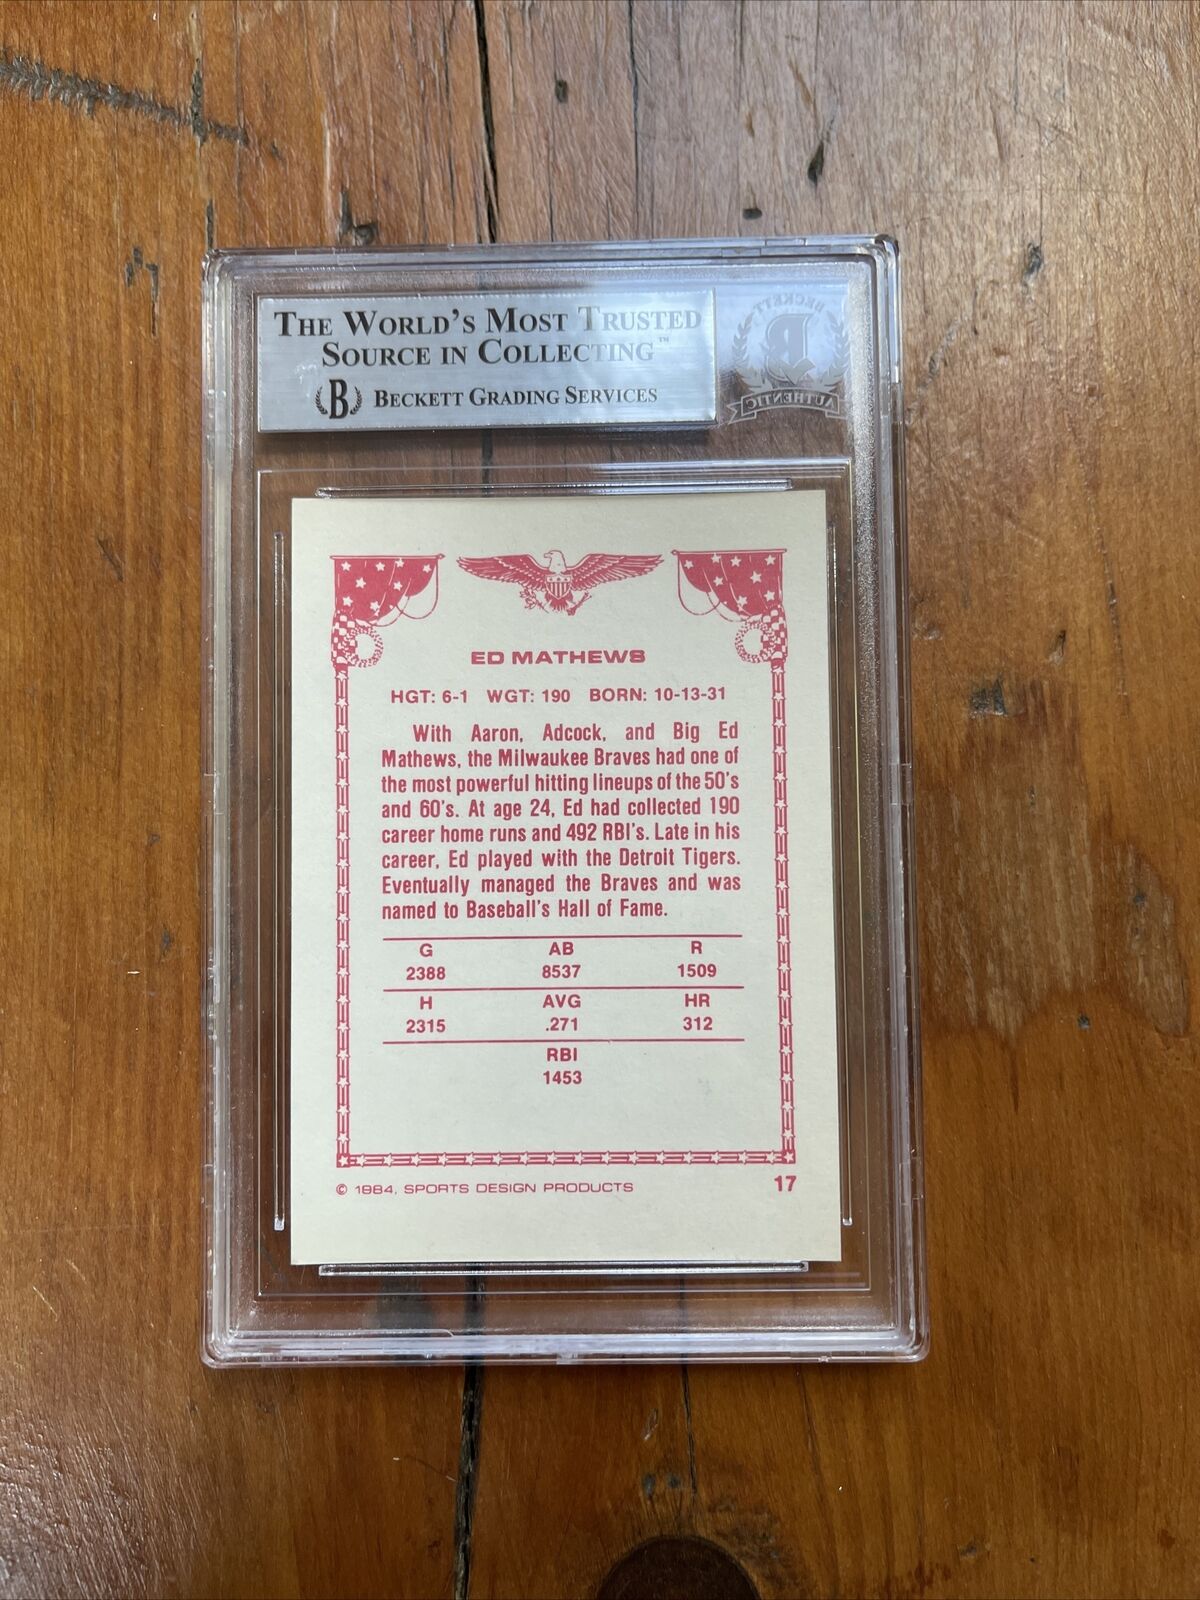 THE WORLD'S MOST TRUSTED
SOURCE IN COLLECTING™
B BECKETT GRADING SERVICES
BECKETT
B
AUTHENTIC
ED MATHEWS
HGT: 6-1 WGT: 190 BORN: 10-13-31
With Aaron, Adcock, and Big Ed
Mathews, the Milwaukee Braves had one of
the most powerful hitting lineups of the 50's
and 60's. At age 24, Ed had collected 190
career home runs and 492 RBI's. Late in his
career, Ed played with the Detroit Tigers.
Eventually managed the Braves and was
named to Baseball's Hall of Fame.
G AB R
2388 8537 1509
H AVG HR
2315 .271 312
RBI
1453
© 1984, SPORTS DESIGN PRODUCTS 17